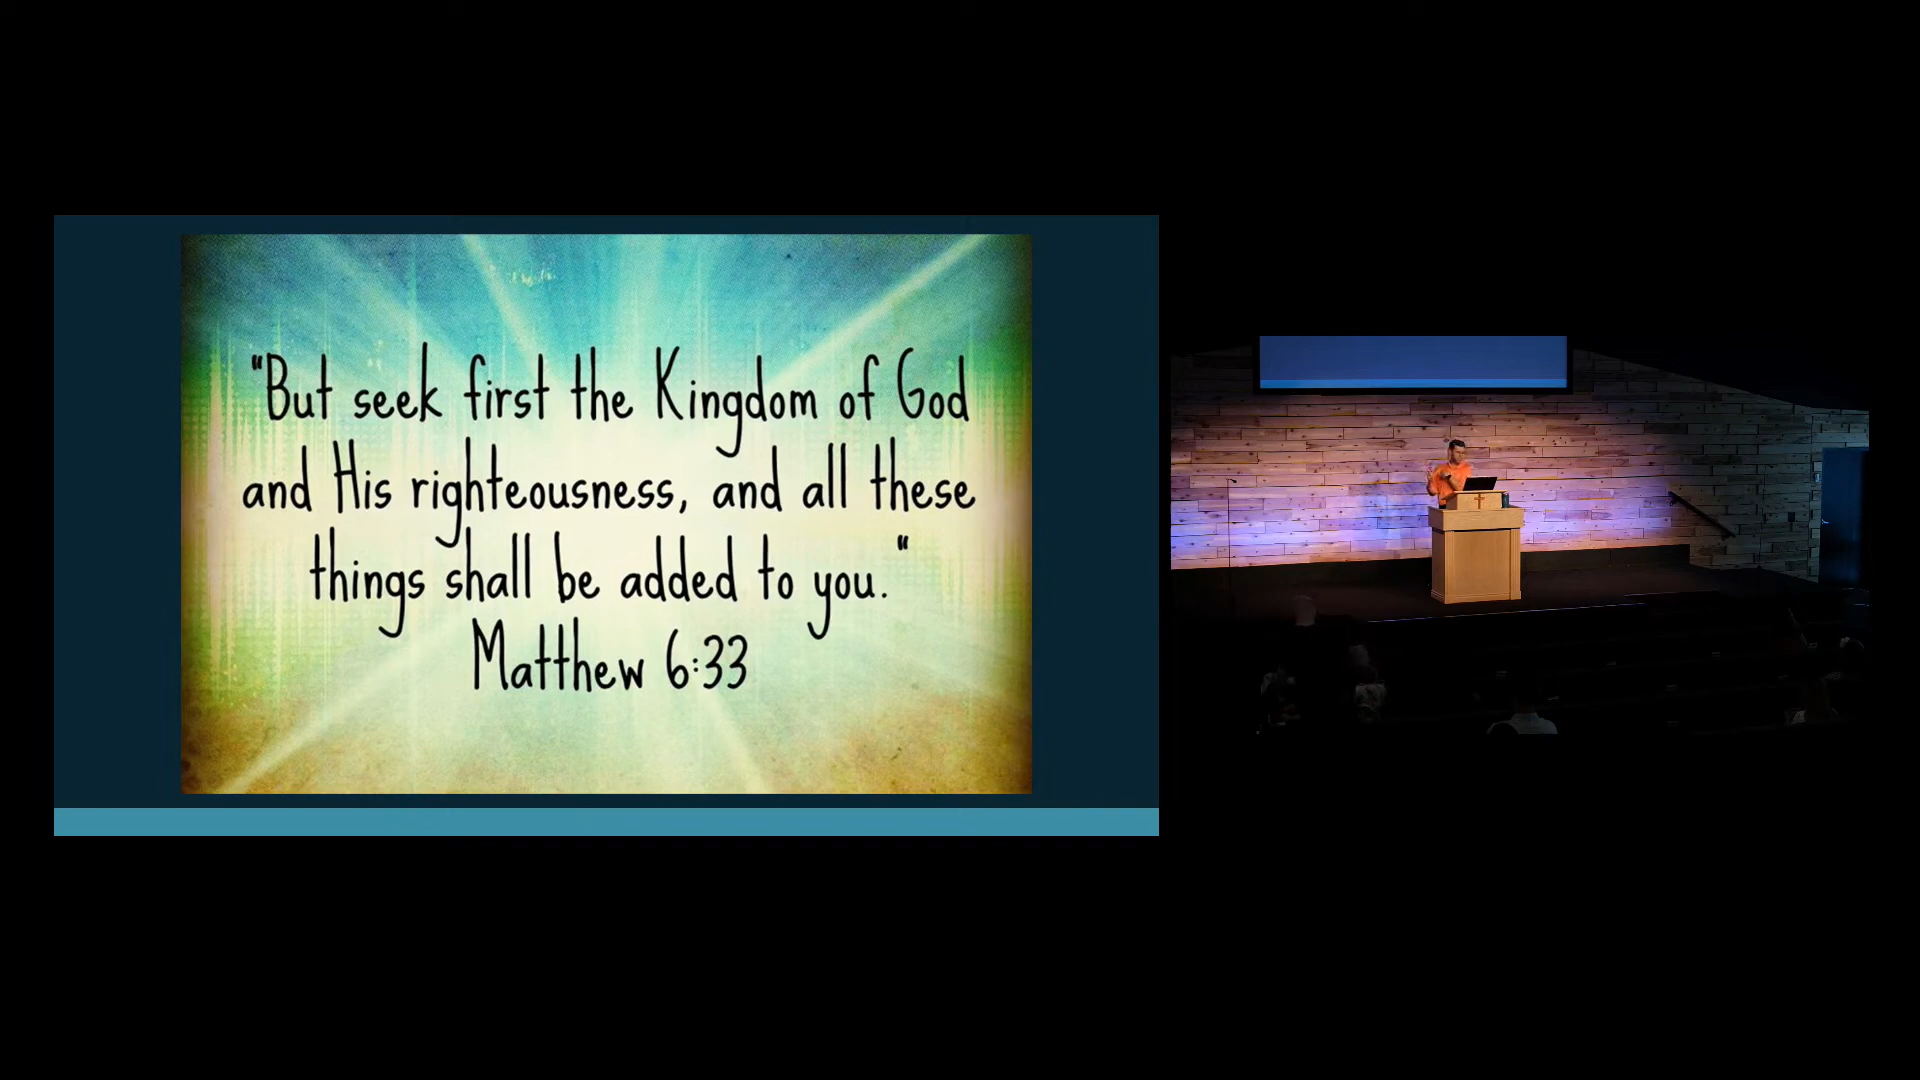 "But seek first the Kingdom of God
and His righteousness, and all these
things shall be added to you."
Matthew 6:33